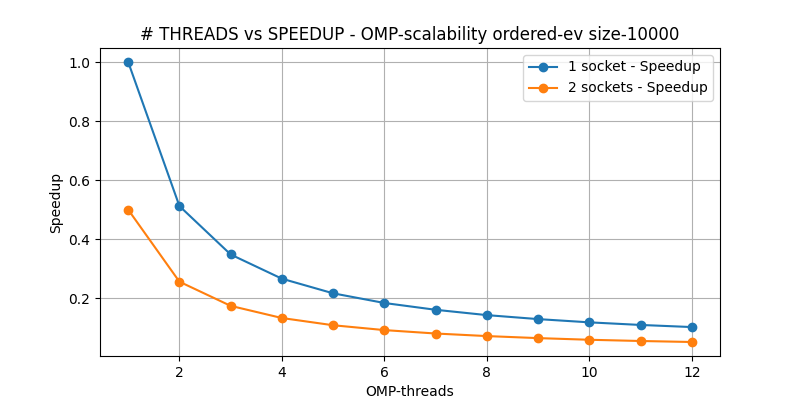 # THREADS vs SPEEDUP - OMP-scalability ordered-ev size-10000
1 socket - Speedup
2 sockets - Speedup
Speedup
1.0
0.8
0.6
0.4
0.2
2 4 6 8 10 12
OMP-threads